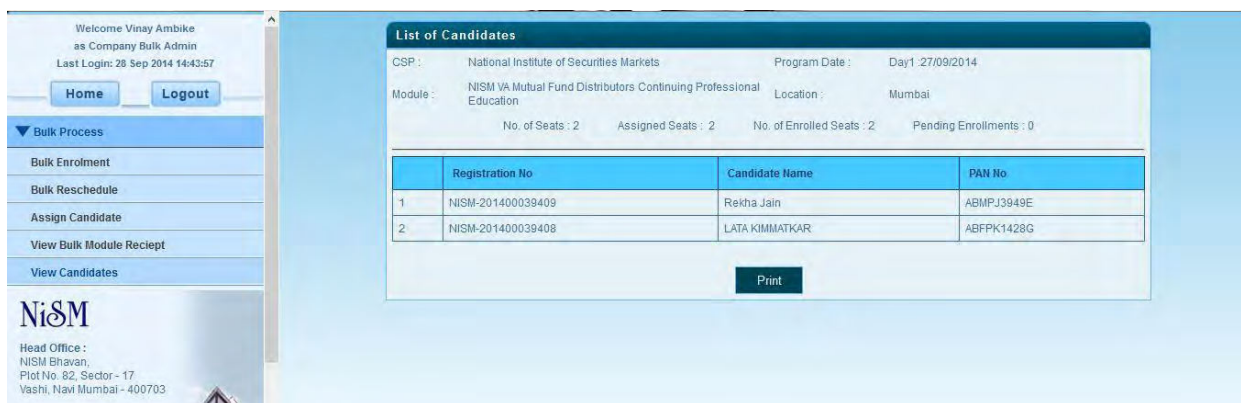 Welcome Vinay Ambike
as Company Bulk Admin
Last Login: 28 Sep 2014 14:43:57
Home Logout
Bulk Process
Bulk Enrolment
Bulk Reschedule
Assign Candidate
View Bulk Module Reciept
View Candidates
NiSM
Head Office :
NISM Bhavan,
Plot No. 82, Sector - 17
Vashi, Navi Mumbai - 400703
List of Candidates
CSP : National Institute of Securities Markets Program Date : Day1 :27/09/2014
Module : NISM VA Mutual Fund Distributors Continuing Professional Education Location : Mumbai
No. of Seats : 2 Assigned Seats : 2 No. of Enrolled Seats : 2 Pending Enrollments : 0
Registration No Candidate Name PAN No
1 NISM-201400039409 Rekha Jain ABMPJ3949E
2 NISM-201400039408 LATA KIMMATKAR ABFPK1428G
Print